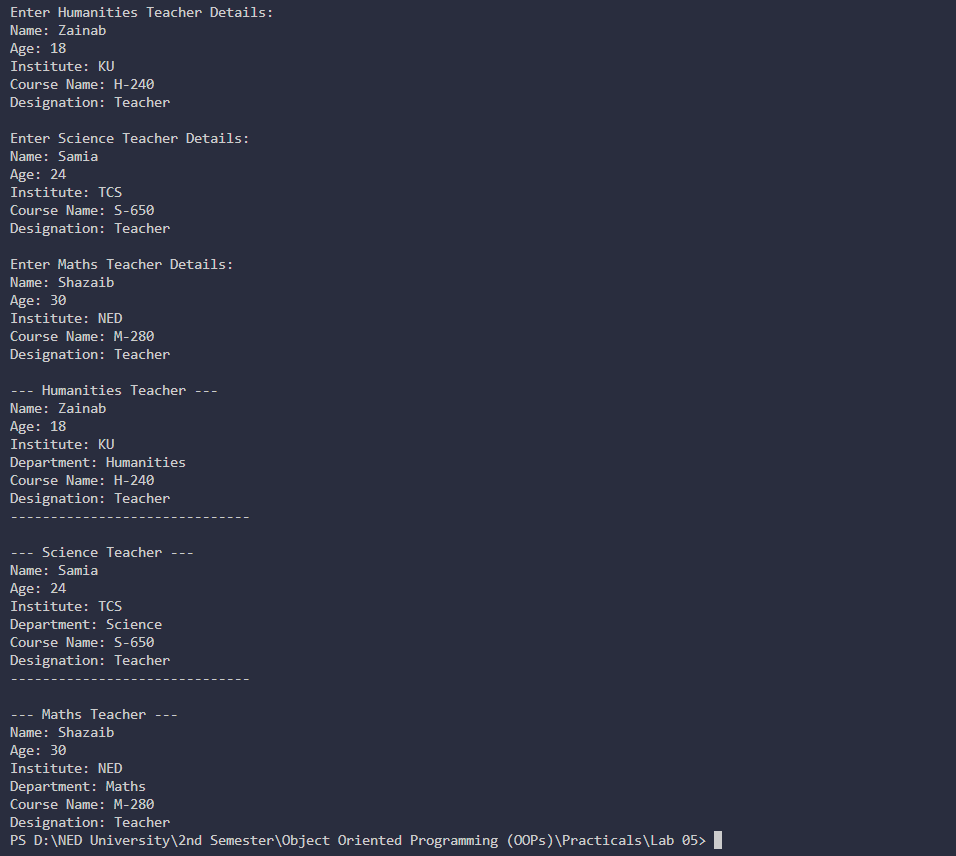 Enter Humanities Teacher Details:
Name: Zainab
Age: 18
Institute: KU
Course Name: H-240
Designation: Teacher
Enter Science Teacher Details:
Name: Samia
Age: 24
Institute: TCS
Course Name: S-650
Designation: Teacher
Enter Maths Teacher Details:
Name: Shazaib
Age: 30
Institute: NED
Course Name: M-280
Designation: Teacher
--- Humanities Teacher ---
Name: Zainab
Age: 18
Institute: KU
Department: Humanities
Course Name: H-240
Designation: Teacher
------------------------------
--- Science Teacher ---
Name: Samia
Age: 24
Institute: TCS
Department: Science
Course Name: S-650
Designation: Teacher
------------------------------
--- Maths Teacher ---
Name: Shazaib
Age: 30
Institute: NED
Department: Maths
Course Name: M-280
Designation: Teacher
PS D:\NED University\2nd Semester\Object Oriented Programming (OOPs)\Practicals\Lab 05>